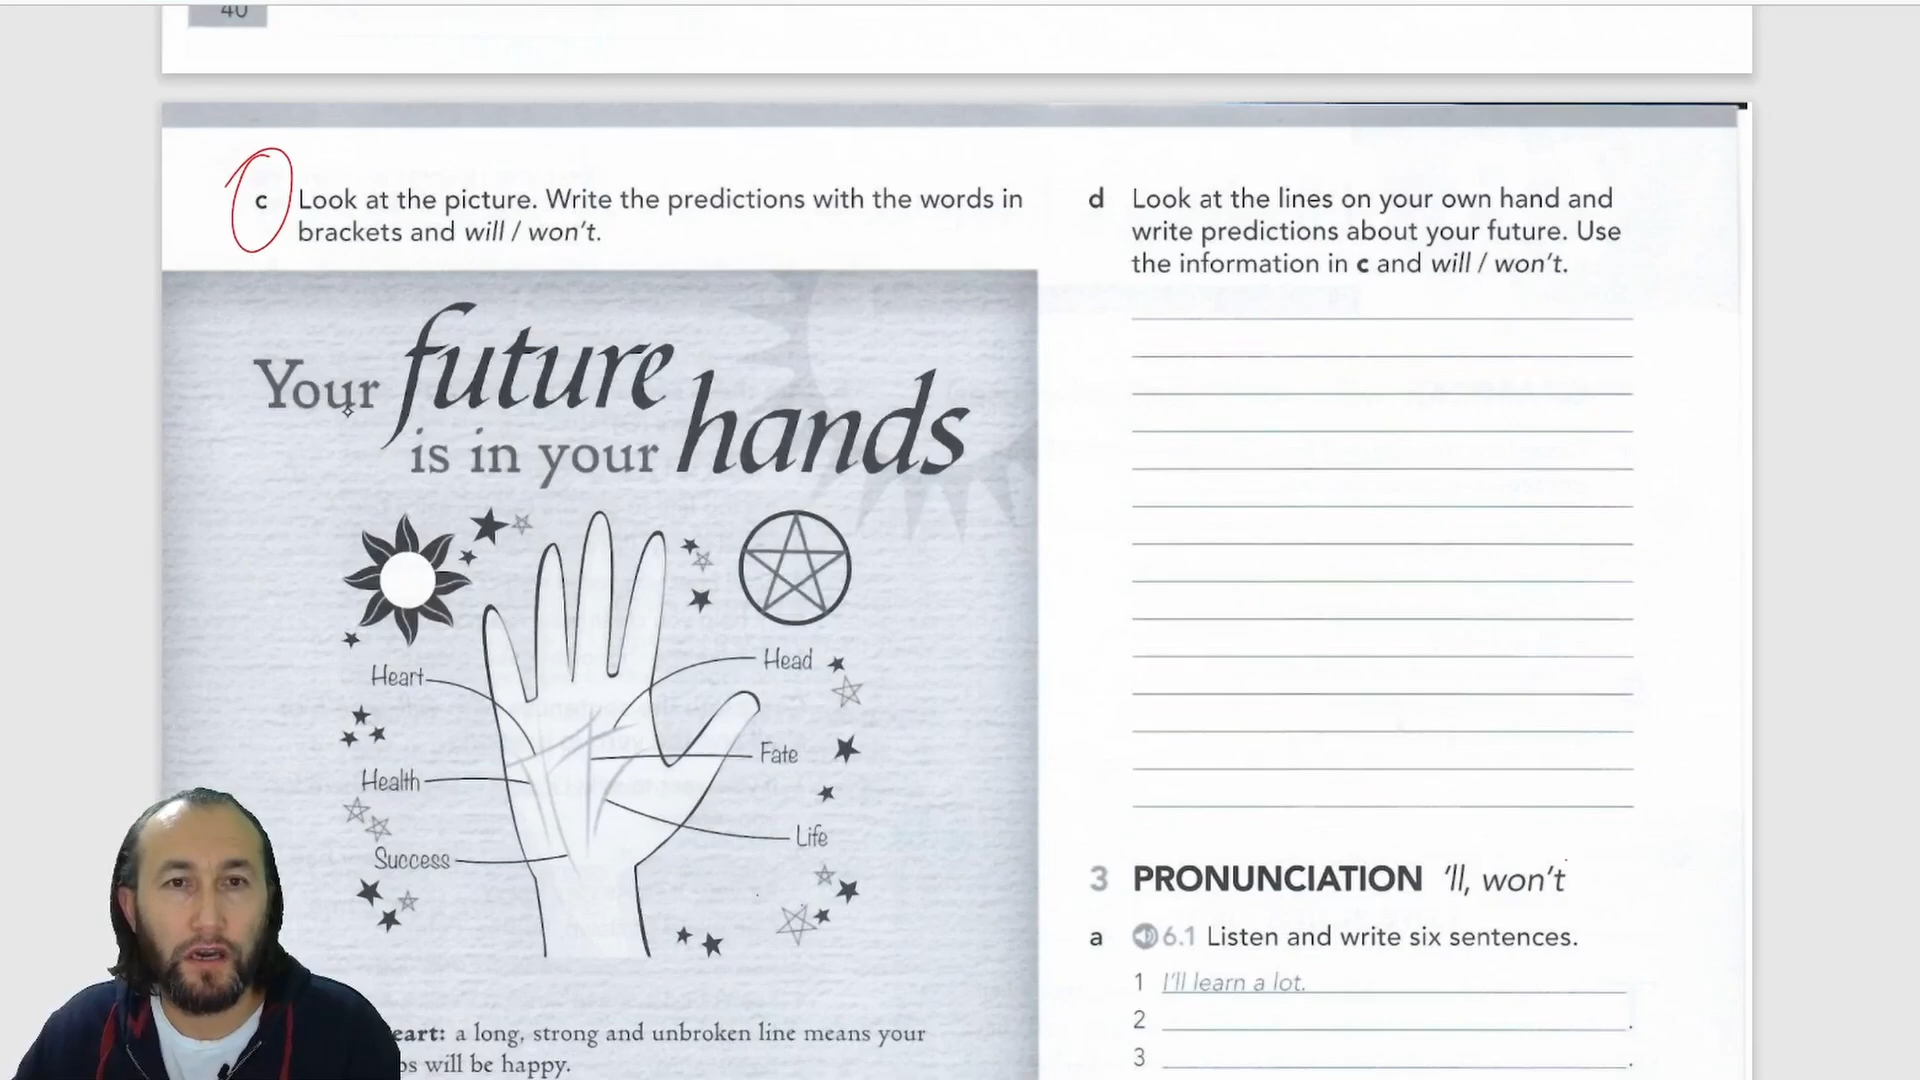 40
c Look at the picture. Write the predictions with the words in
brackets and will / won't.
Your future
is in your hands
Heart
Health
Success
Head
Fate
Life
eart: a long, strong and unbroken line means your
os will be happy.
d Look at the lines on your own hand and
write predictions about your future. Use
the information in c and will / won't.
3 PRONUNCIATION 'll, won't
a 6.1 Listen and write six sentences.
1 I'll learn a lot.
2 .
3 .